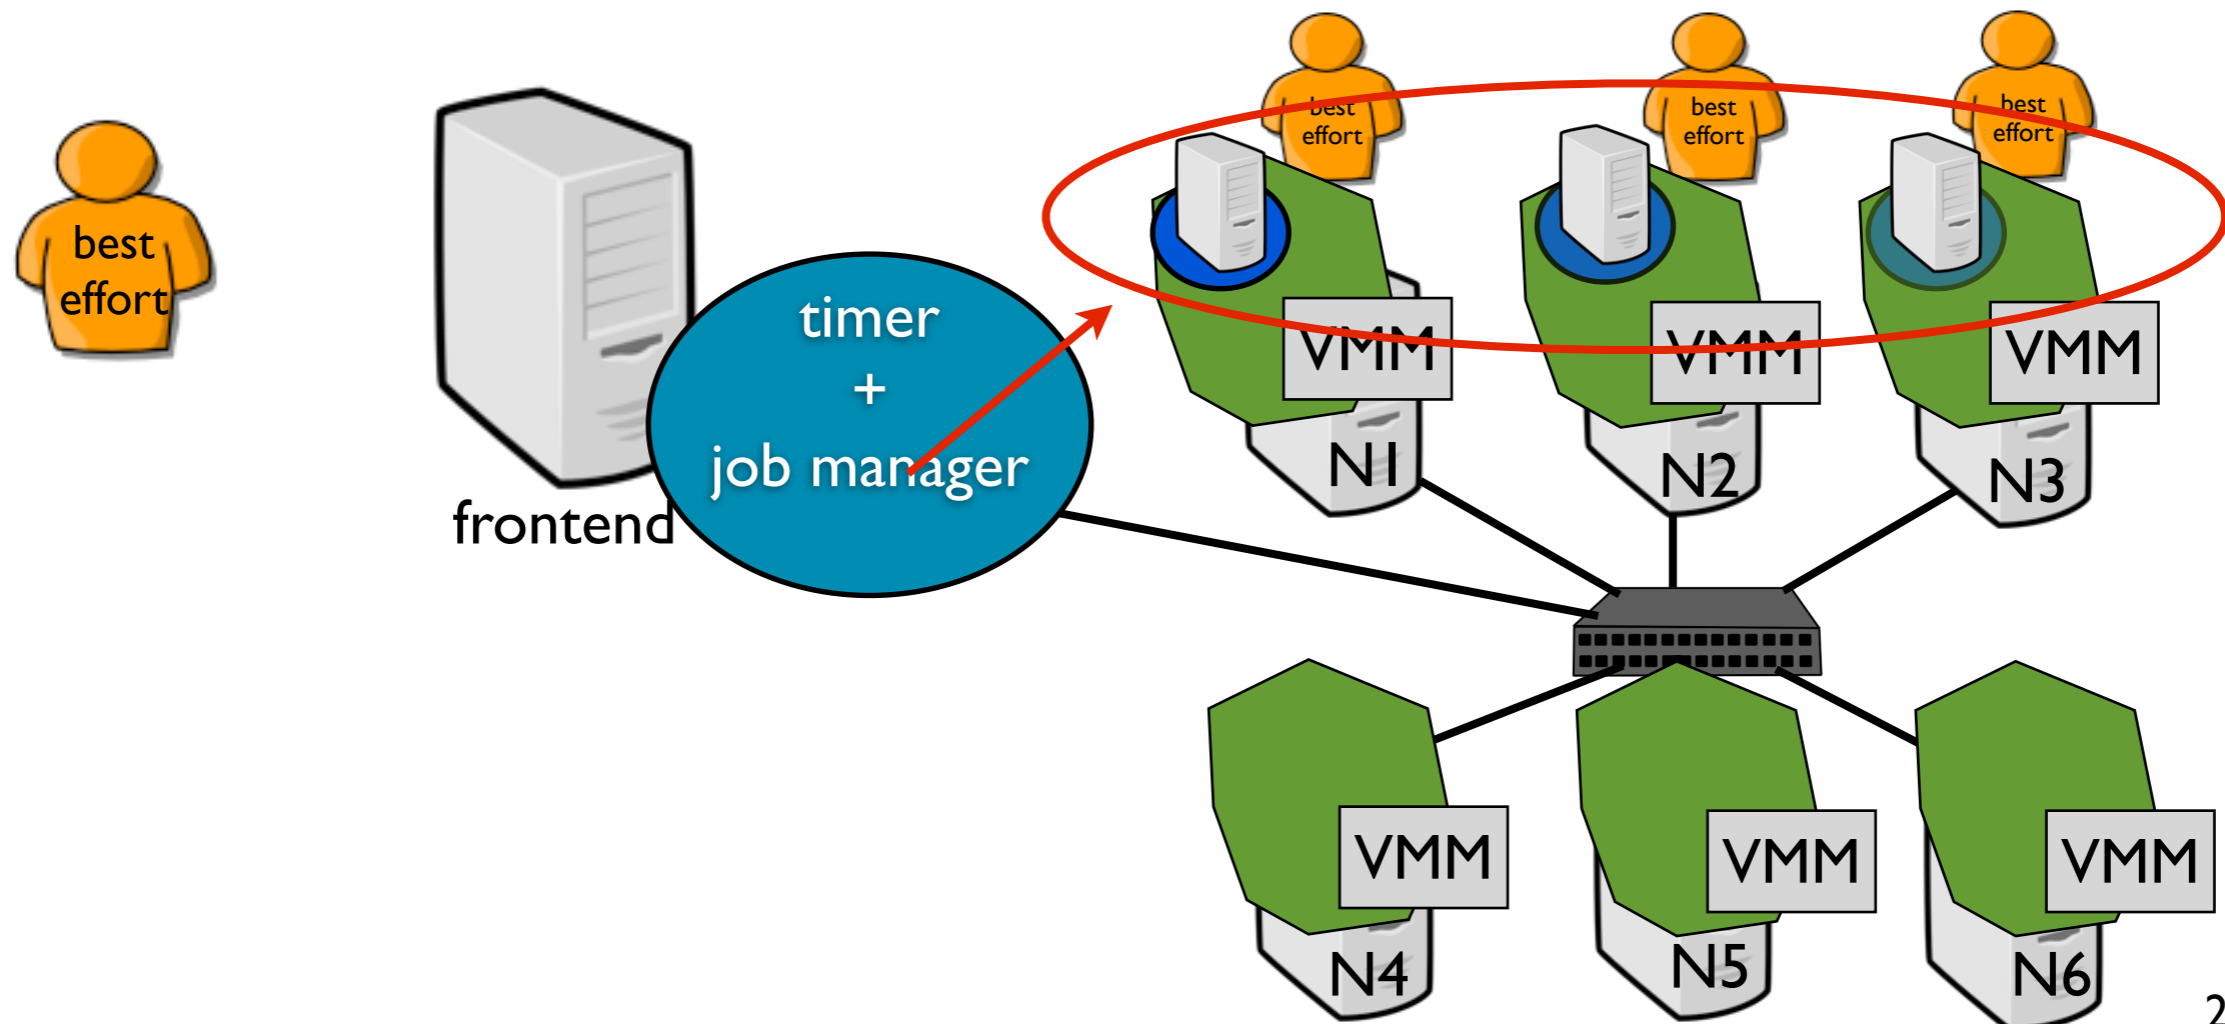 best
effort
frontend
timer
+
job manager
best
effort
best
effort
best
effort
VMM
VMM
VMM
N1
N2
N3
VMM
VMM
VMM
N4
N5
N6
2